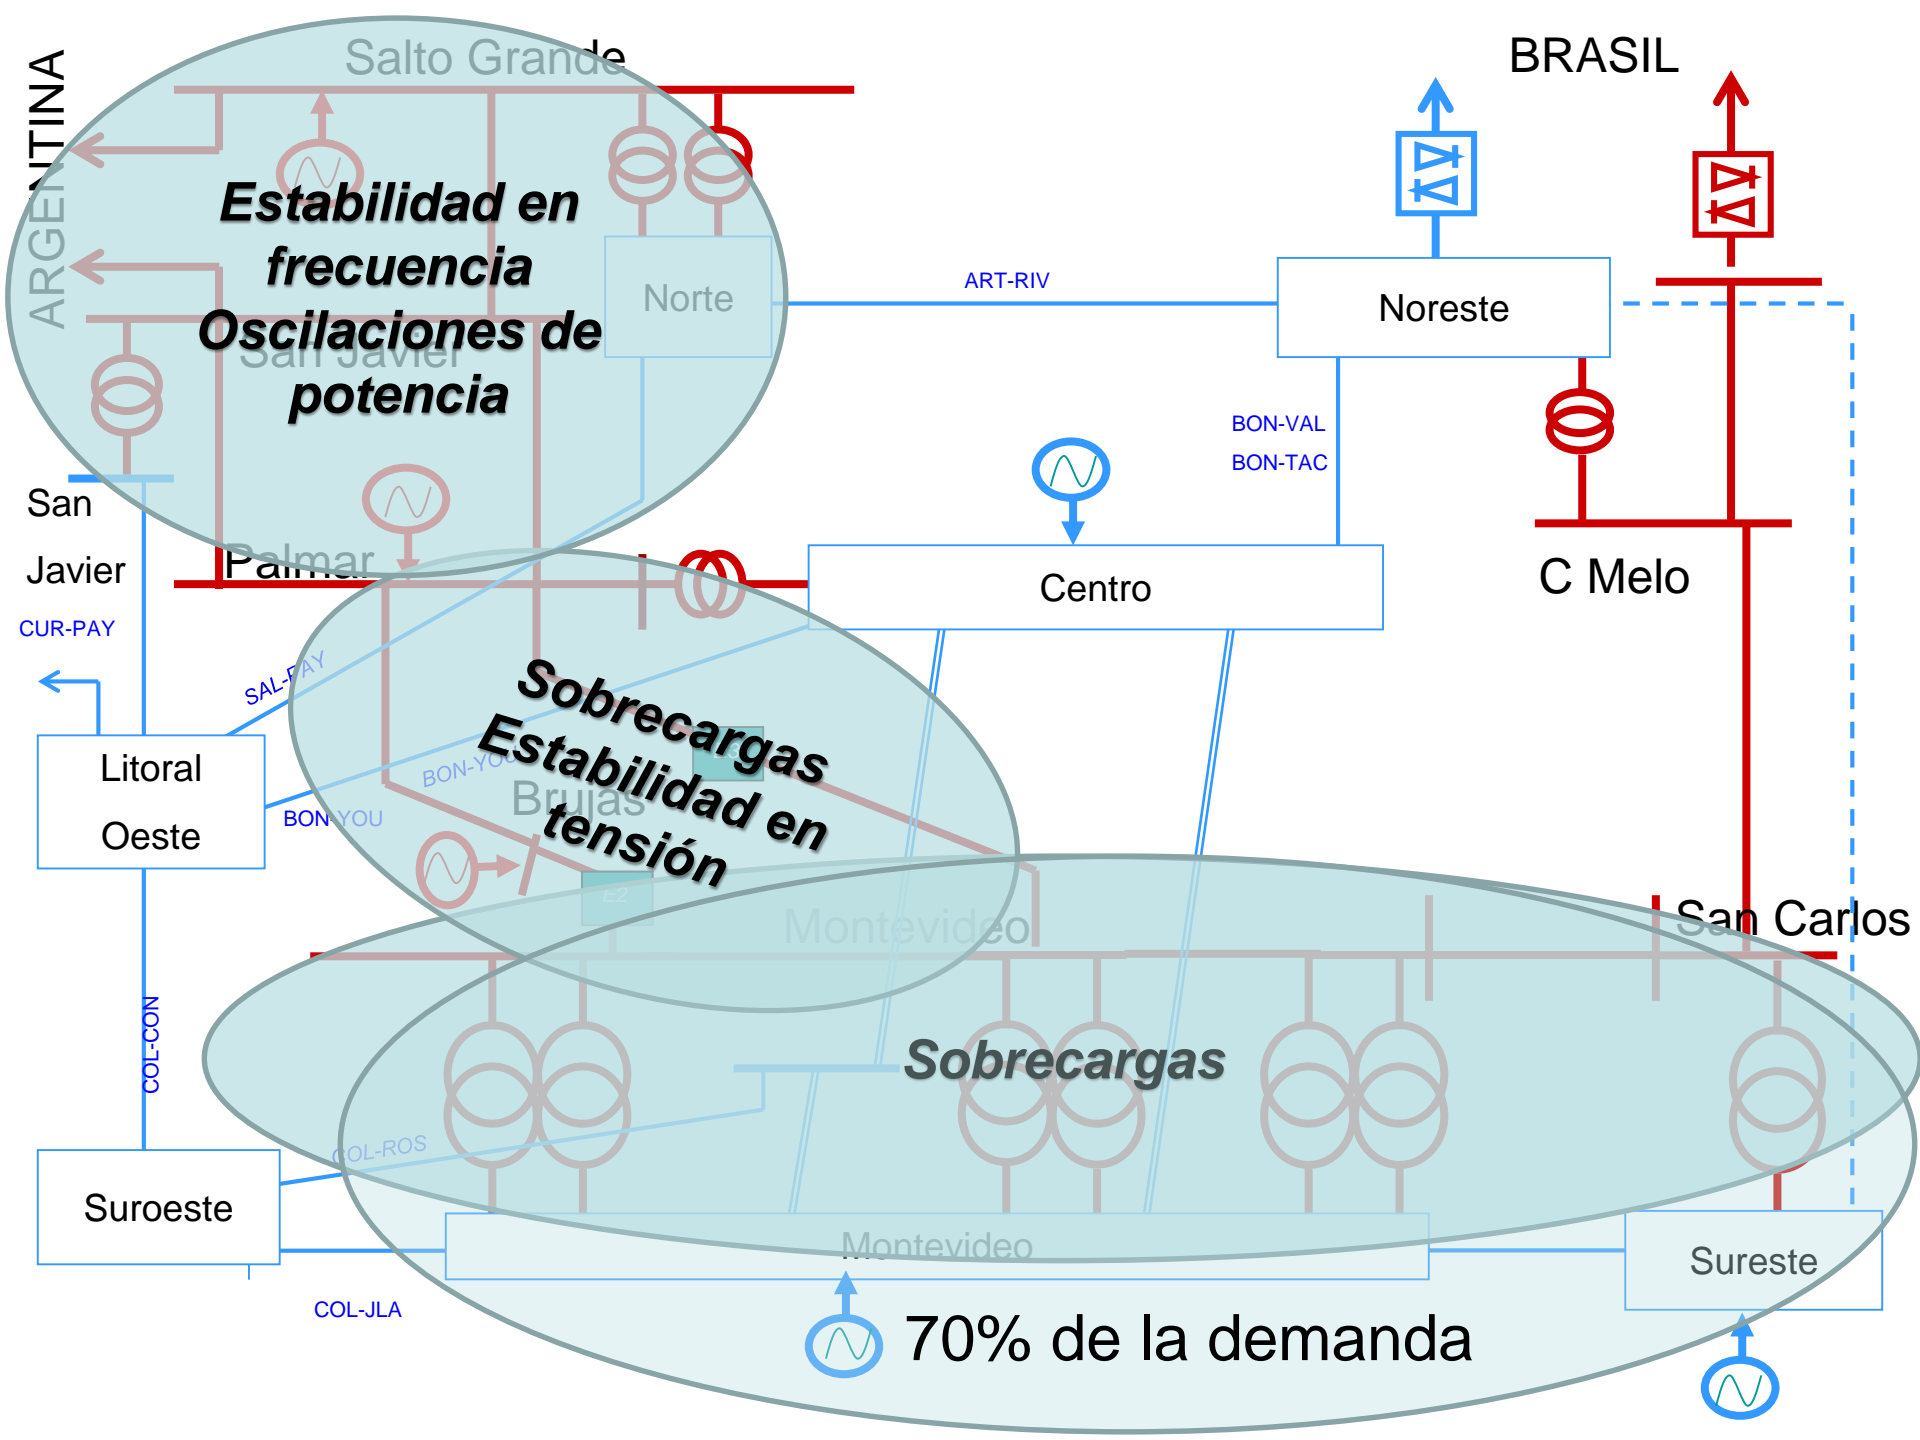 Salto Grande
BRASIL
ARGENTINA
Estabilidad en
frecuencia
Oscilaciones de
potencia
Norte
ART-RIV
Noreste
San Javier
BON-VAL
BON-TAC
San
Javier
Palmar
Centro
C Melo
CUR-PAY
SAL-PAY
Sobrecargas
Estabilidad en
tensión
Litoral
Oeste
BON-YOU
BON-YOU
Brujas
E2
Montevideo
San Carlos
COL-CON
Sobrecargas
COL-ROS
Suroeste
Montevideo
Sureste
COL-JLA
70% de la demanda